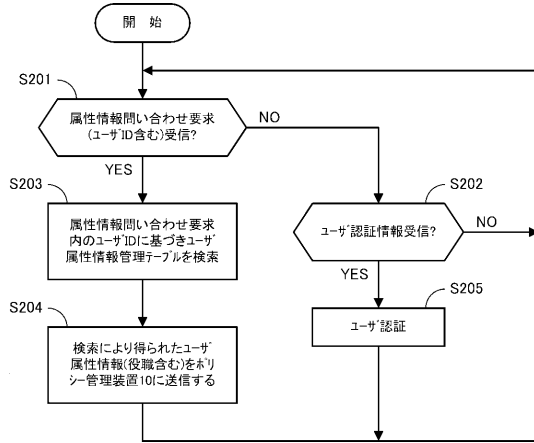 開 始
S201
属性情報問い合わせ要求
(ユーザID含む)受信?
NO
YES
S203
属性情報問い合わせ要求
内のユーザIDに基づきユーザ
属性情報管理テーブルを検索
S202
ユーザ認証情報受信?
NO
YES
S204
検索により得られたユーザ
属性情報(役職含む)をポリ
シー管理装置10に送信する
S205
ユーザ認証